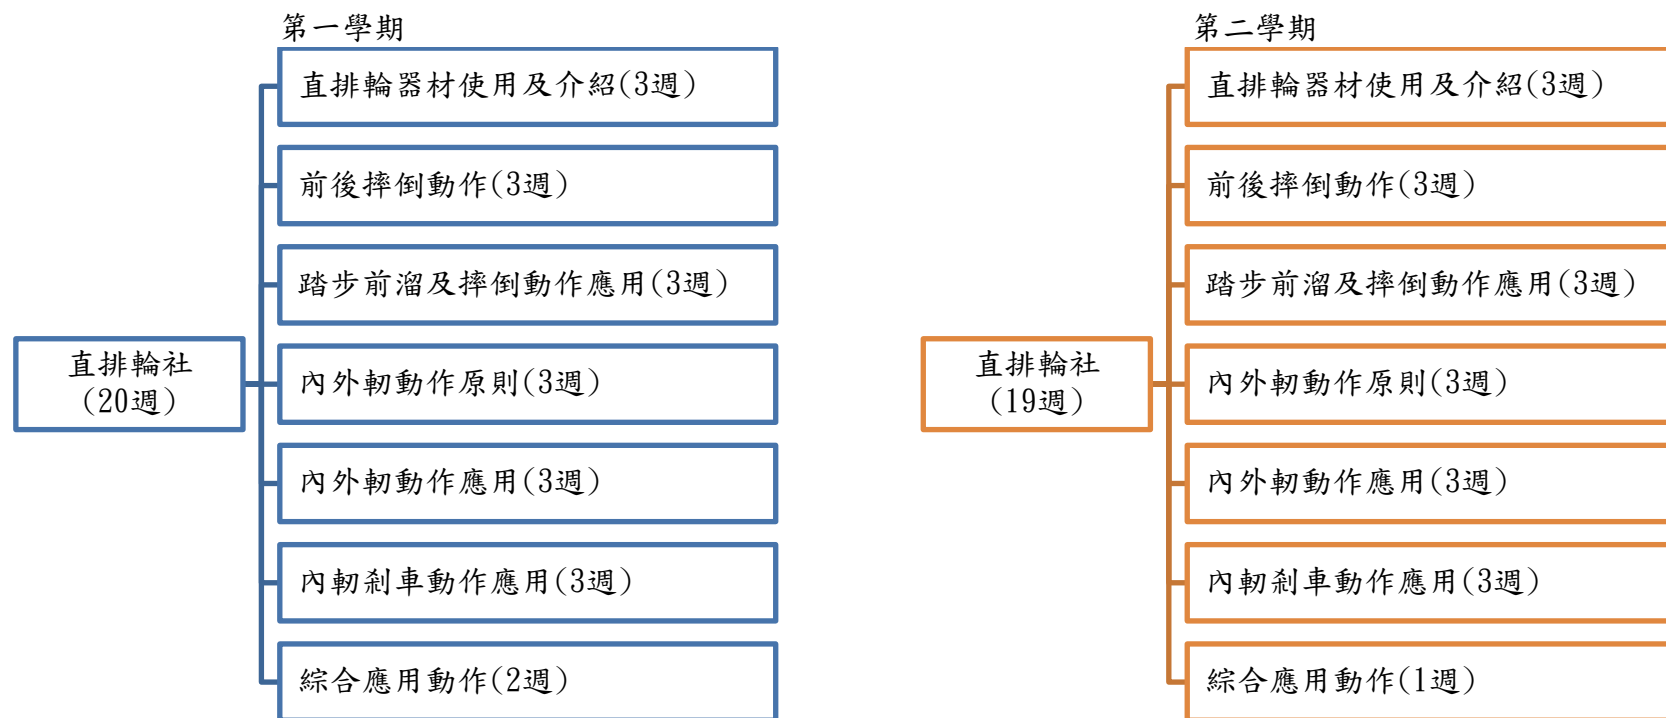 第一學期
直排輪社
(20週)
直排輪器材使用及介紹(3週)
前後摔倒動作(3週)
踏步前溜及摔倒動作應用(3週)
內外軔動作原則(3週)
內外軔動作應用(3週)
內軔剎車動作應用(3週)
綜合應用動作(2週)
第二學期
直排輪社
(19週)
直排輪器材使用及介紹(3週)
前後摔倒動作(3週)
踏步前溜及摔倒動作應用(3週)
內外軔動作原則(3週)
內外軔動作應用(3週)
內軔剎車動作應用(3週)
綜合應用動作(1週)